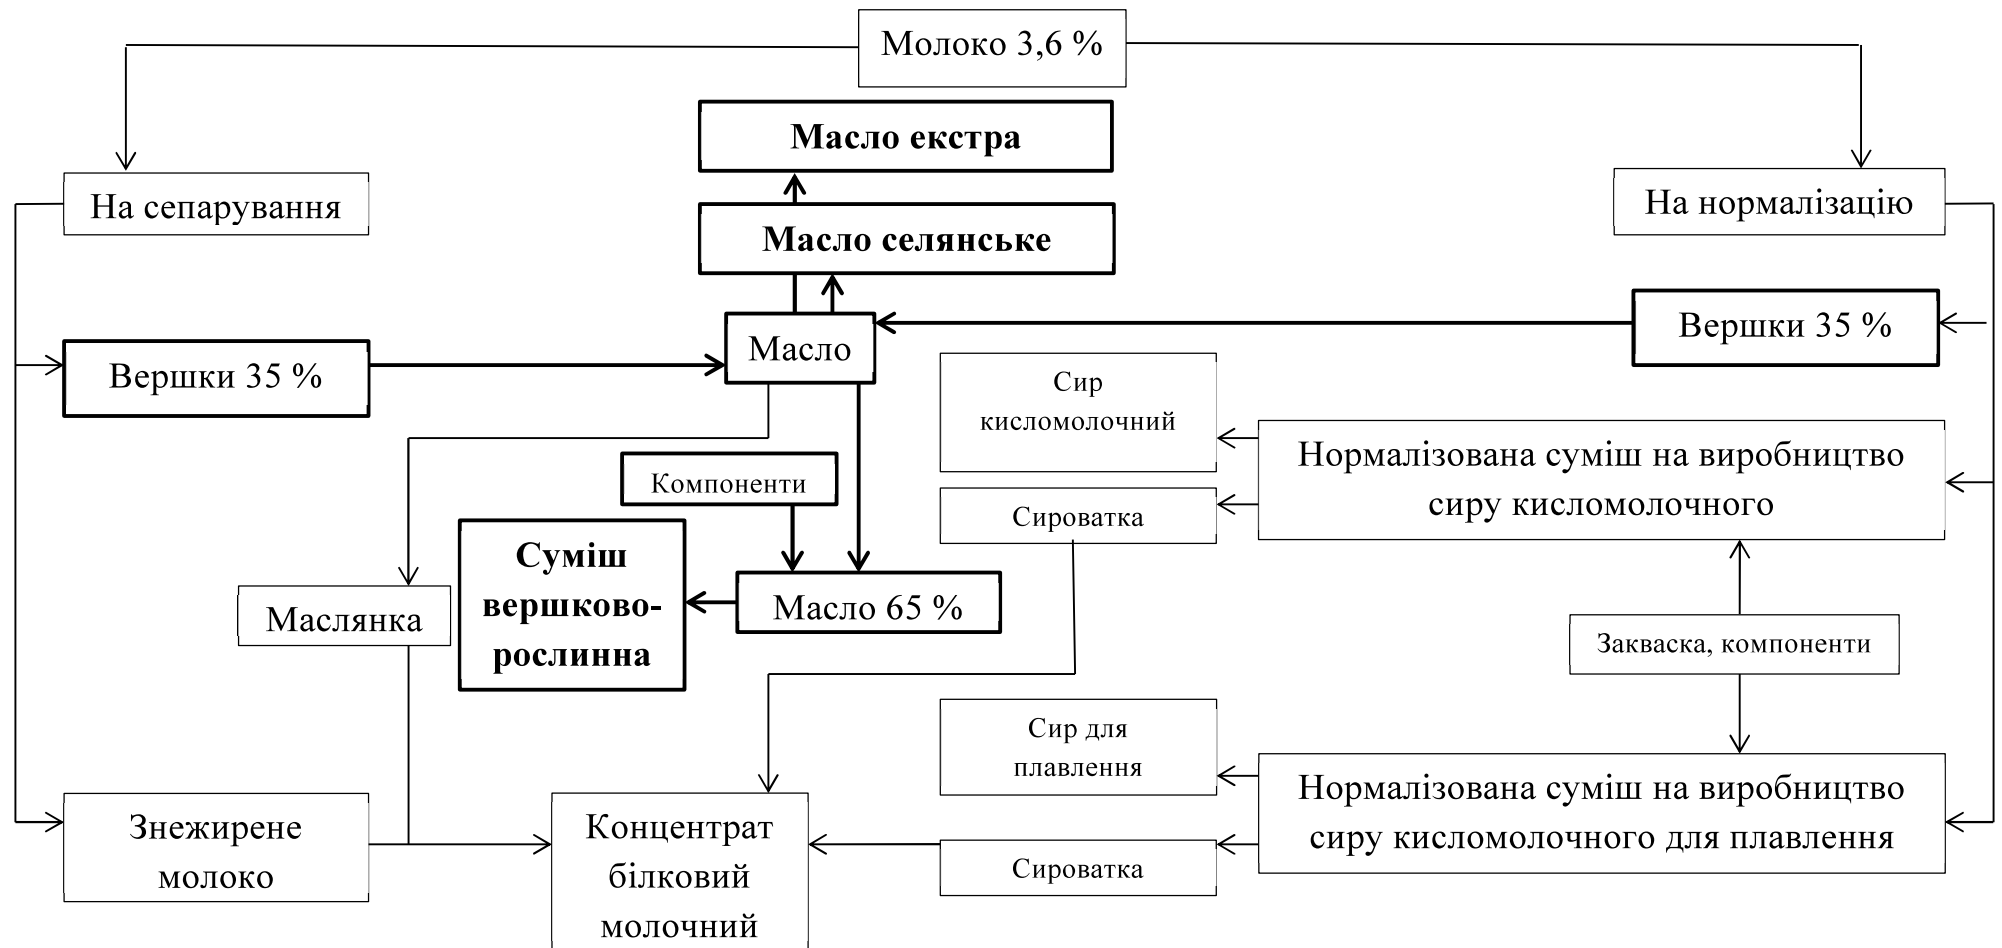 Молоко 3,6 %
Масло екстра
На сепарування
Масло селянське
На нормалізацію
Вершки 35 %
Масло
Вершки 35 %
Сир
кисломолочний
Нормалізована суміш на виробництво
сиру кисломолочного
Компоненти
Сироватка
Суміш
вершково-
рослинна
Масло 65 %
Маслянка
Закваска, компоненти
Сир для
плавлення
Нормалізована суміш на виробництво
сиру кисломолочного для плавлення
Знежирене
молоко
Концентрат
білковий
молочний
Сироватка